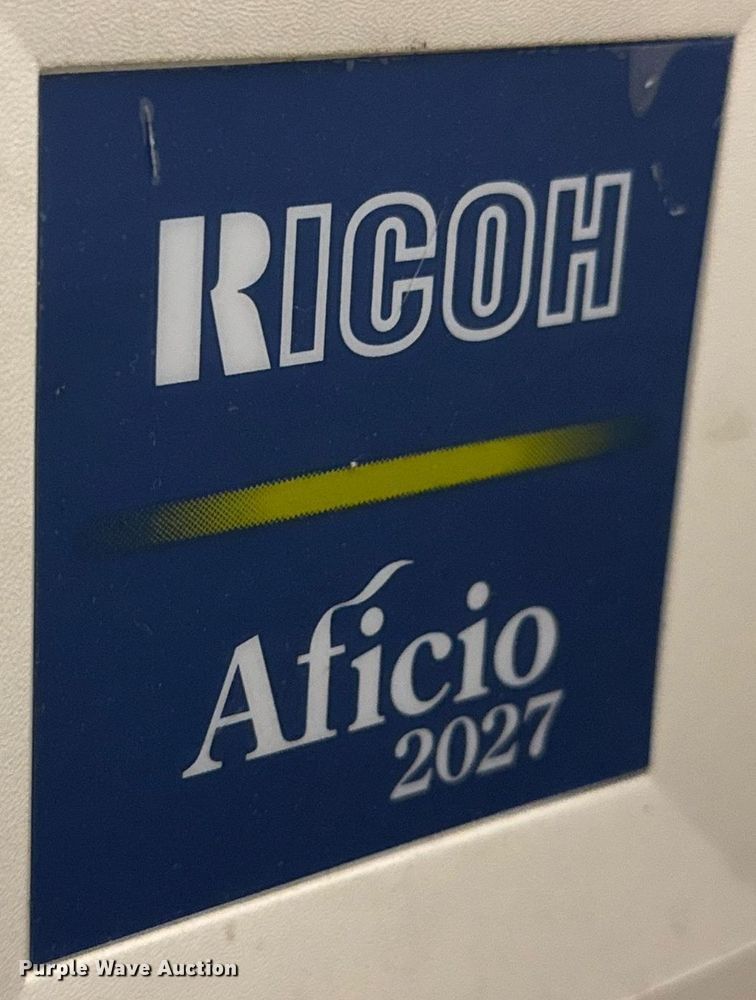 RICOH
Aficio
2027
Purple Wave Auction